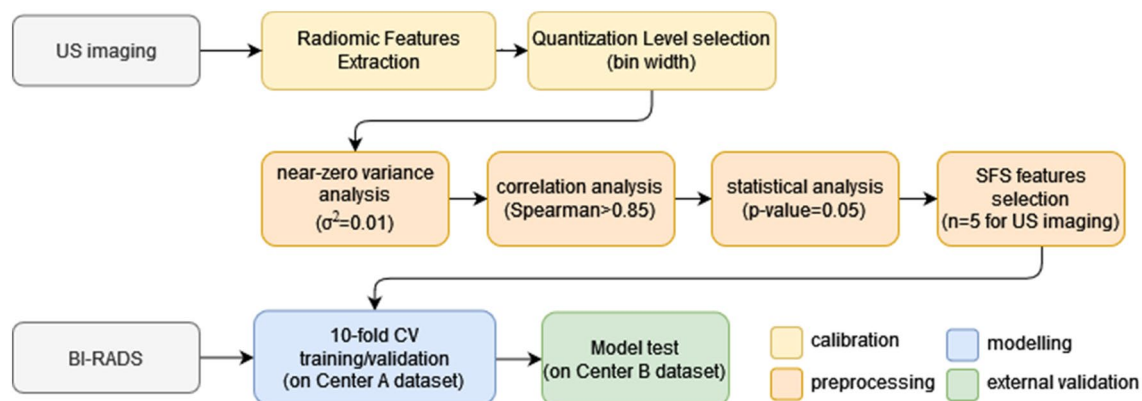 US imaging
Radiomic Features
Extraction
Quantization Level selection
(bin width)
near-zero variance
analysis
(σ²=0.01)
correlation analysis
(Spearman>0.85)
statistical analysis
(p-value=0.05)
SFS features
selection
(n=5 for US imaging)
BI-RADS
10-fold CV
training/validation
(on Center A dataset)
Model test
(on Center B dataset)
calibration
modelling
preprocessing
external validation